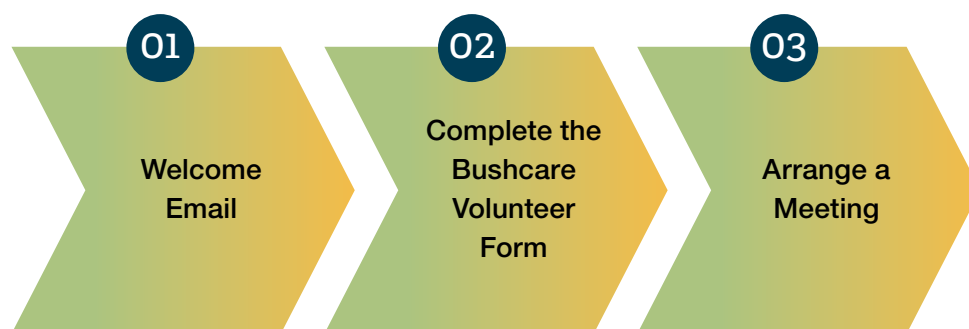 01
Welcome
Email
02
Complete the
Bushcare
Volunteer
Form
03
Arrange a
Meeting